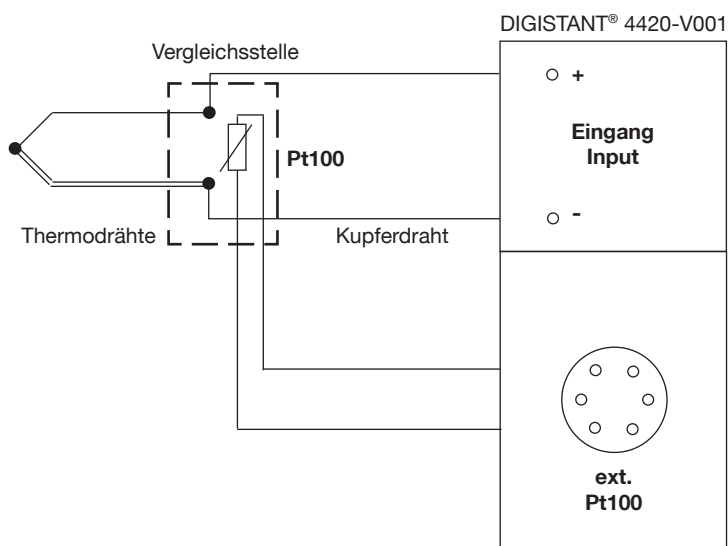 DIGISTANT® 4420-V001
Vergleichsstelle
+
Eingang
Input
Pt100
-
Thermodrähte
Kupferdraht
ext.
Pt100